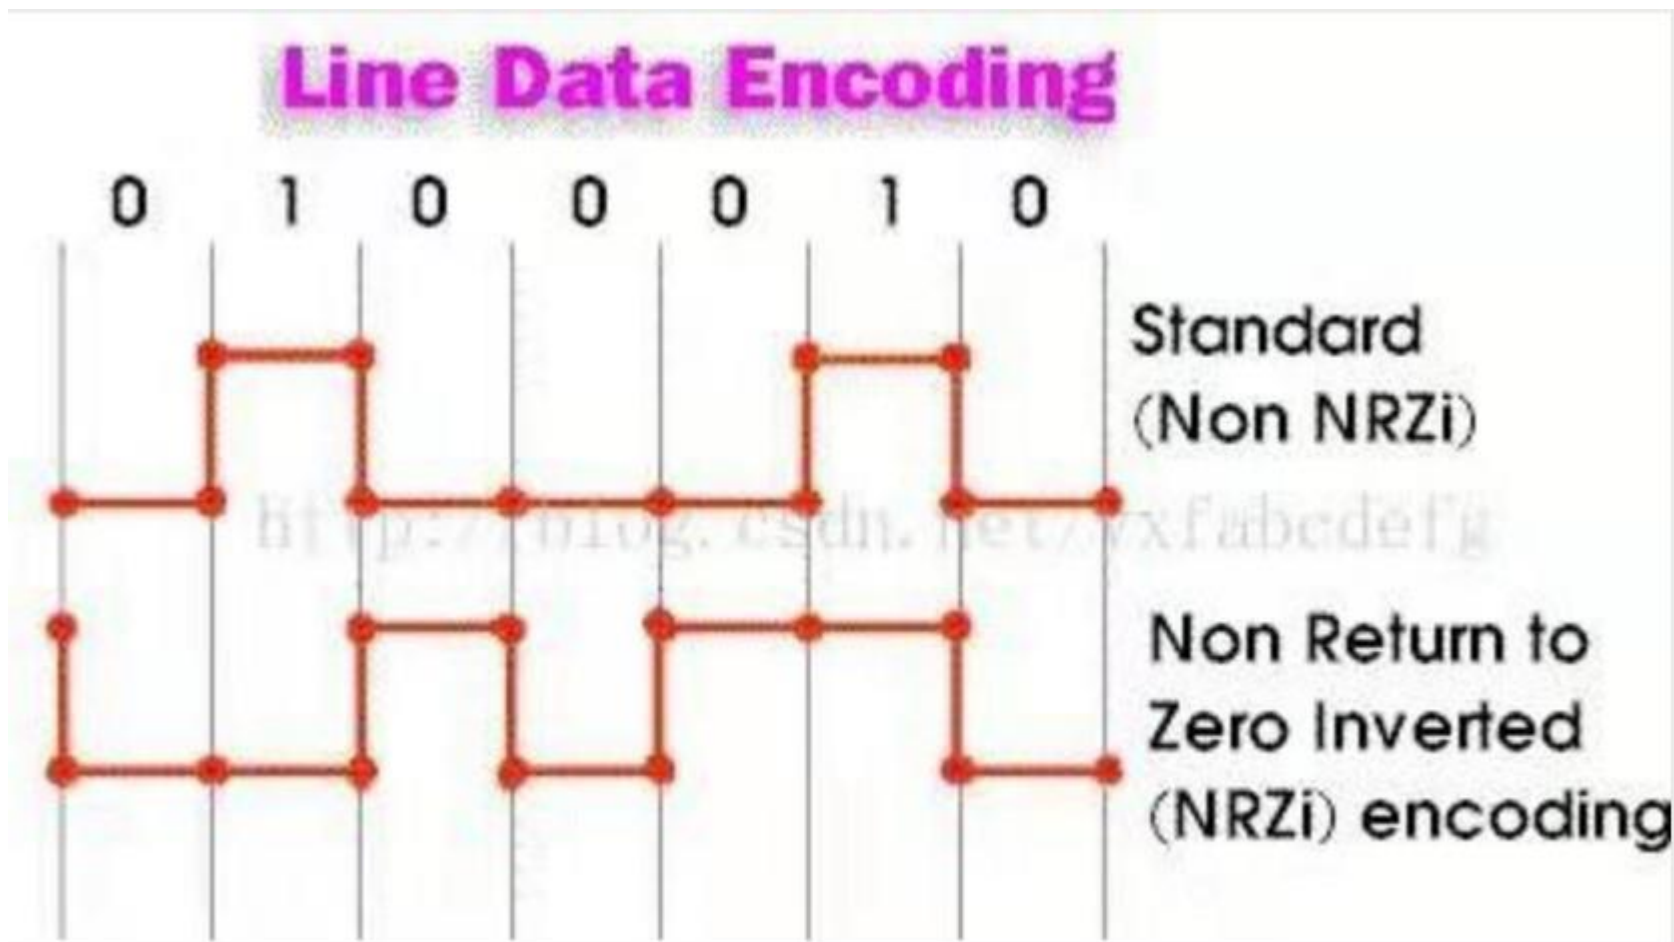 Line Data Encoding
0 1 0 0 0 1 0
Standard
(Non NRZi)
Non Return to
Zero Inverted
(NRZi) encoding